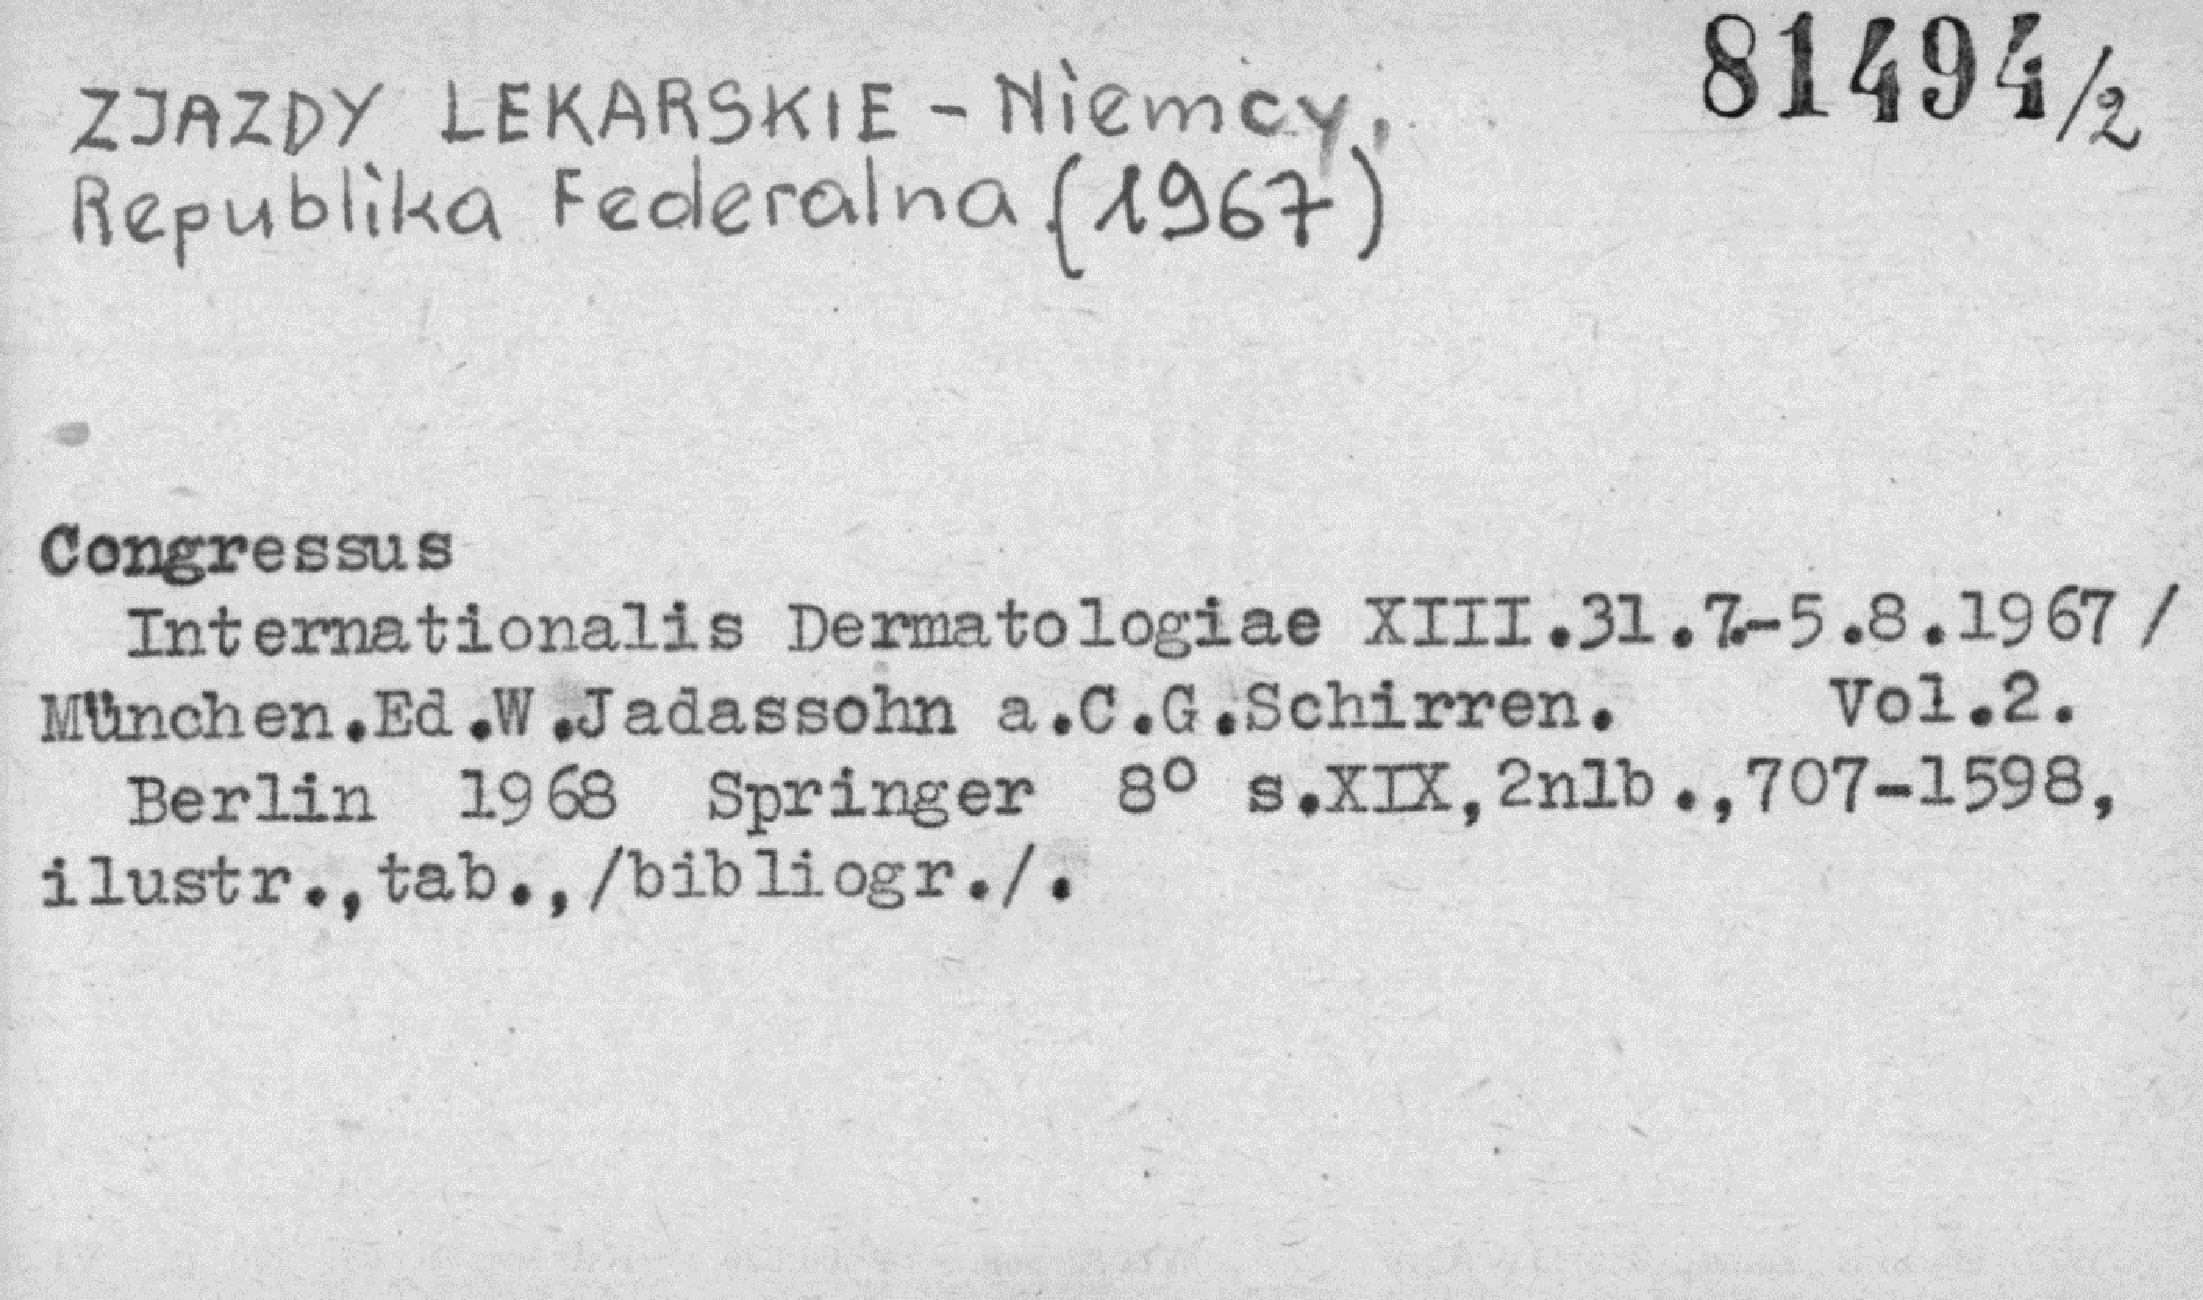 81494/2
ZJAZDY LEKARSKIE - Niemcy,
Republika Federalna (1967)
Congressus
Internationalis Dermatologiae XIII.31.7.-5.8.1967/
München.Ed.W.Jadassohn a.C.G.Schirren. Vol.2.
Berlin 1968 Springer 8° s.XIX,2nlb.,707-1598,
ilustr.,tab.,/bibliogr./.